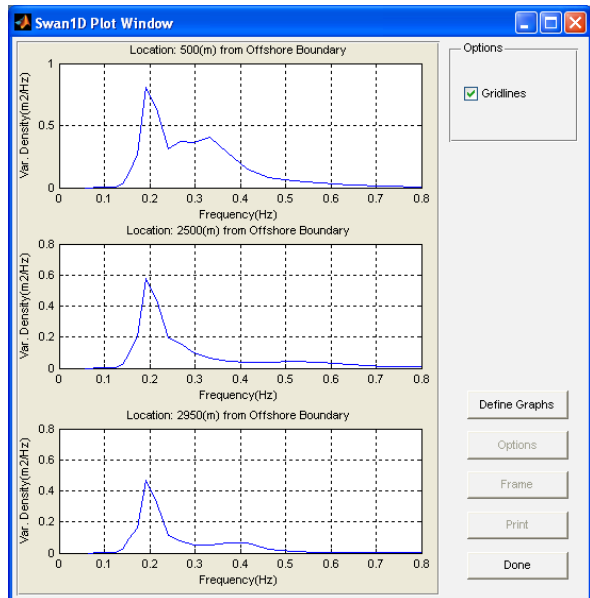 Swan1D Plot Window
Location: 500(m) from Offshore Boundary
Var. Density(m2/Hz)
1
0.5
0
0 0.1 0.2 0.3 0.4 0.5 0.6 0.7 0.8
Frequency(Hz)
Location: 2500(m) from Offshore Boundary
Var. Density(m2/Hz)
0.8
0.6
0.4
0.2
0
0 0.1 0.2 0.3 0.4 0.5 0.6 0.7 0.8
Frequency(Hz)
Location: 2950(m) from Offshore Boundary
Var. Density(m2/Hz)
0.8
0.6
0.4
0.2
0
0 0.1 0.2 0.3 0.4 0.5 0.6 0.7 0.8
Frequency(Hz)
Options
Gridlines
Define Graphs
Options
Frame
Print
Done